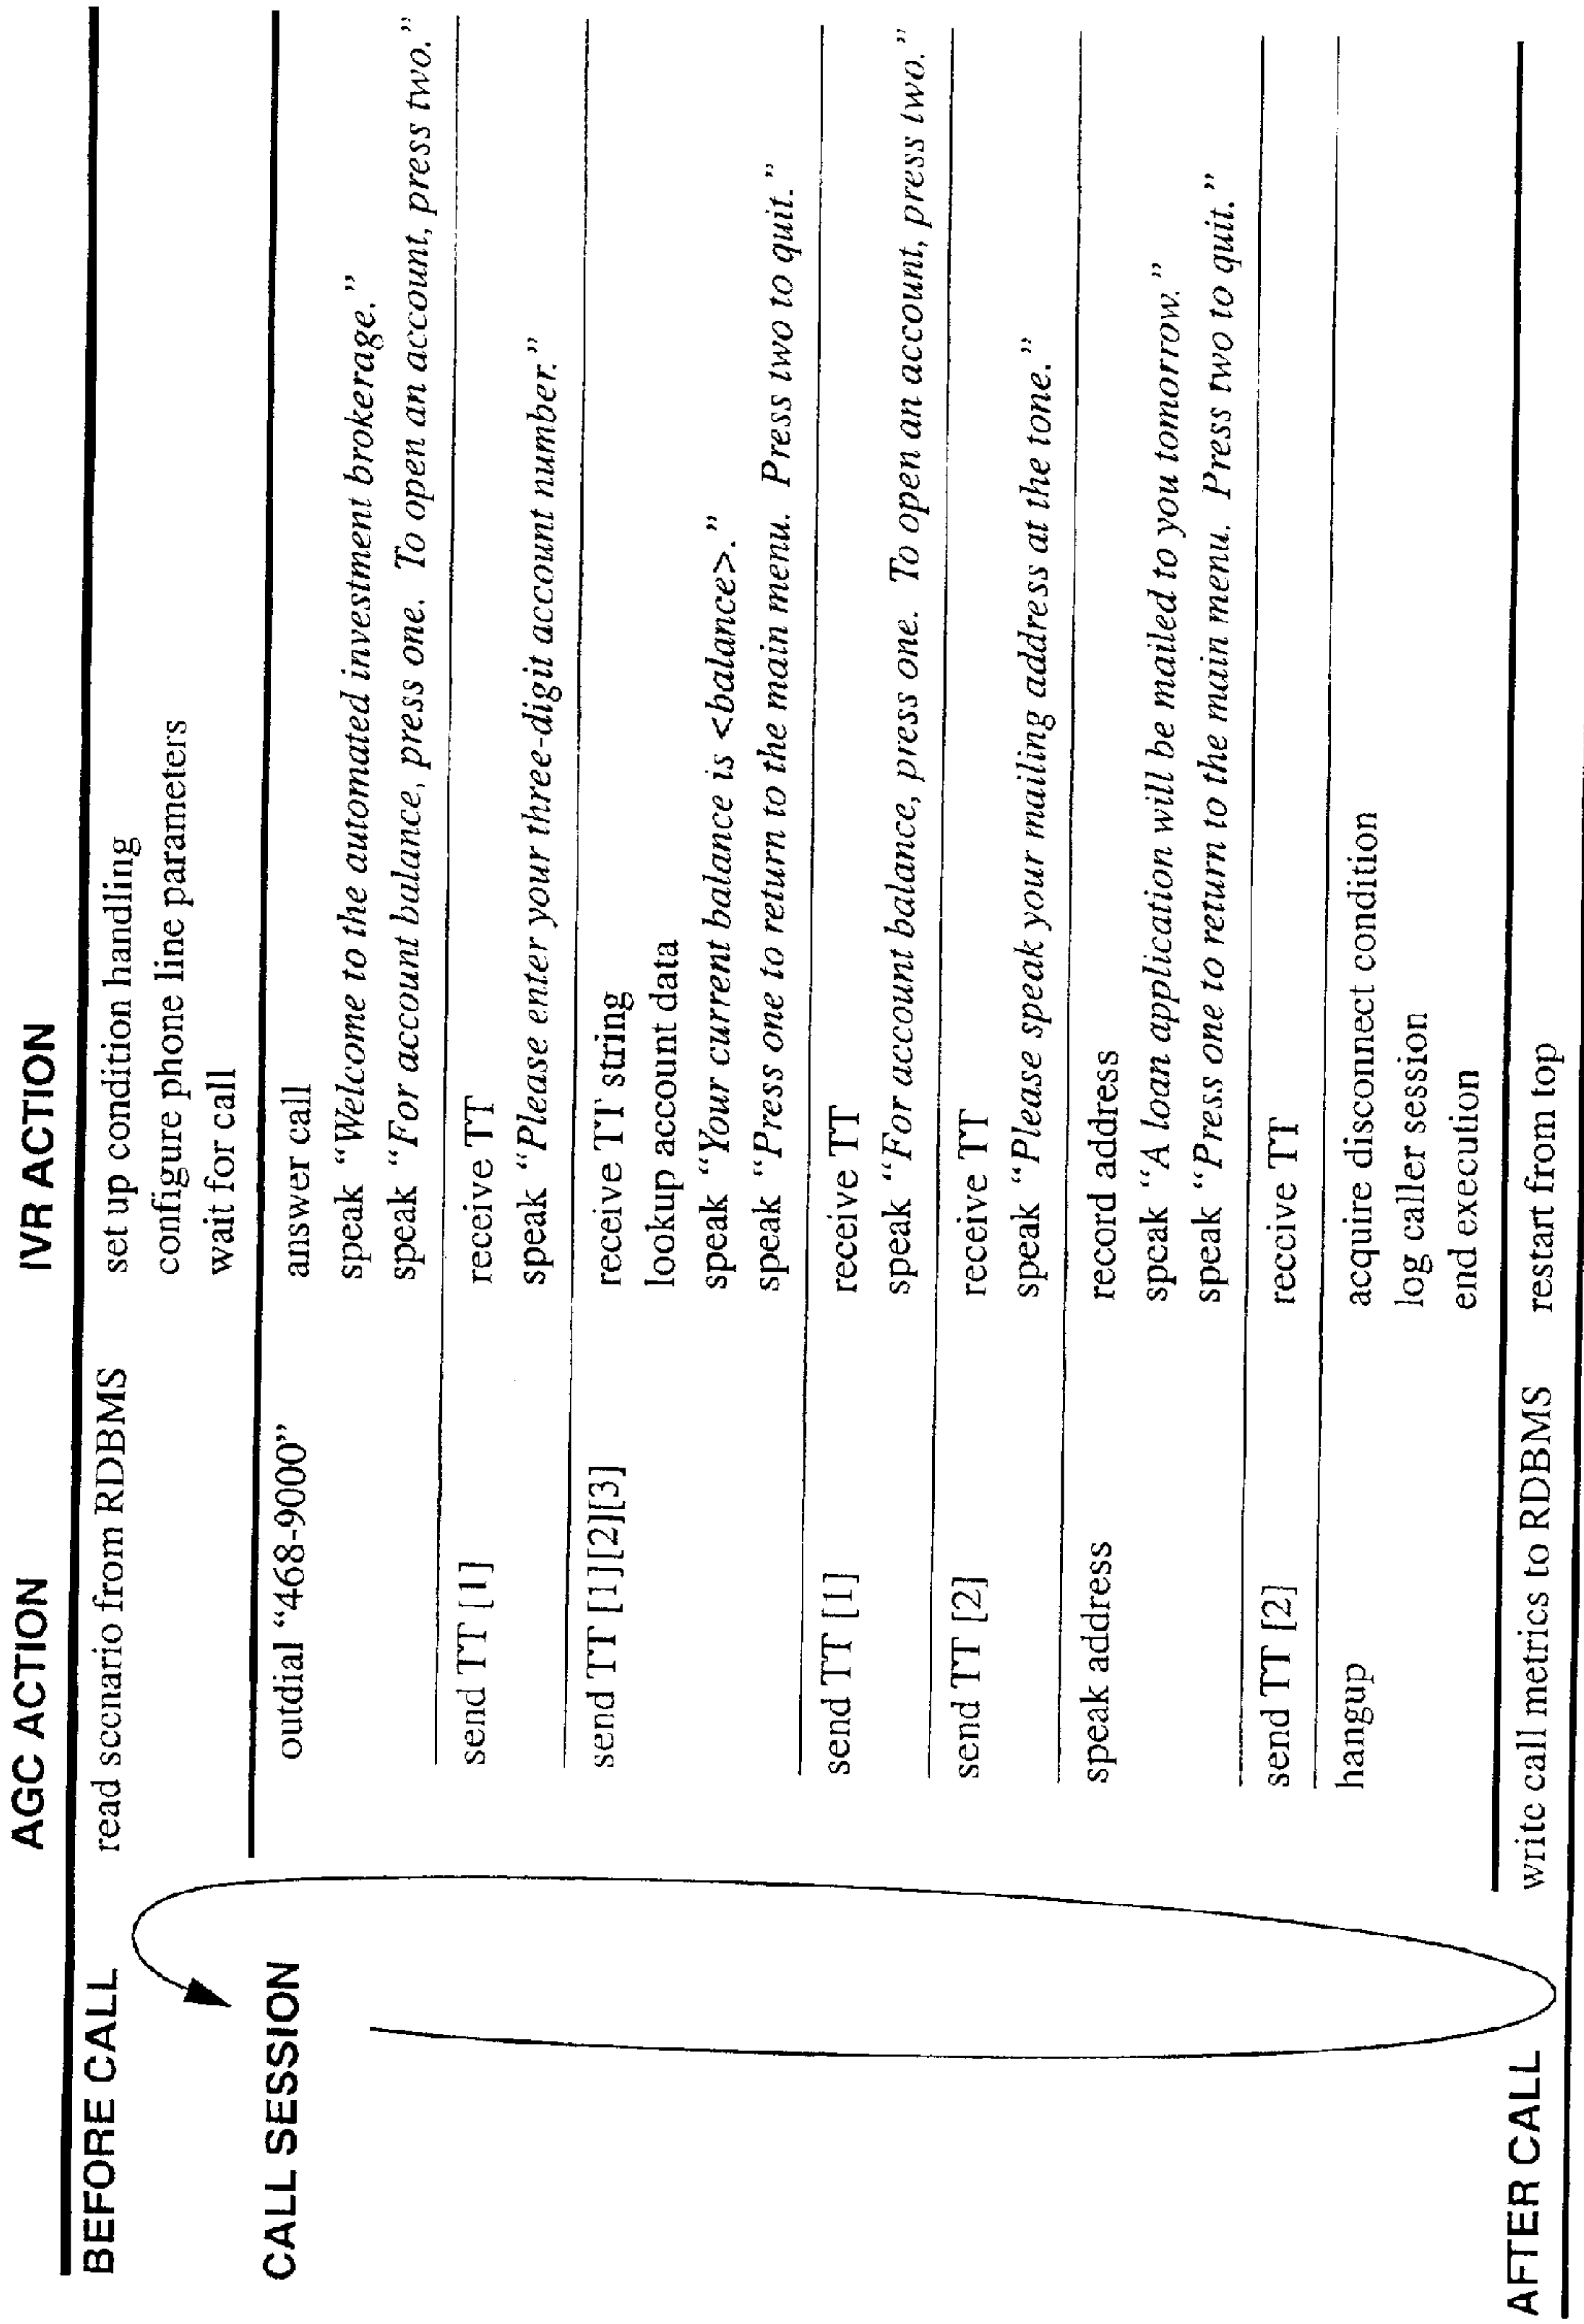 AGC ACTION IVR ACTION
BEFORE CALL read scenario from RDBMS set up condition handling
configure phone line parameters
wait for call
CALL SESSION outdial “468-9000” answer call
speak “Welcome to the automated investment brokerage.”
speak “For account balance, press one. To open an account, press two.”
send TT [1] receive TT
speak “Please enter your three-digit account number.”
send TT [1][2][3] receive TT string
lookup account data
speak “Your current balance is <balance>.”
speak “Press one to return to the main menu. Press two to quit.”
send TT [1] receive TT
speak “For account balance, press one. To open an account, press two.”
send TT [2] receive TT
speak “Please speak your mailing address at the tone.”
speak address record address
speak “A loan application will be mailed to you tomorrow.”
speak “Press one to return to the main menu. Press two to quit.”
send TT [2] receive TT
hangup acquire disconnect condition
log caller session
end execution
AFTER CALL write call metrics to RDBMS restart from top